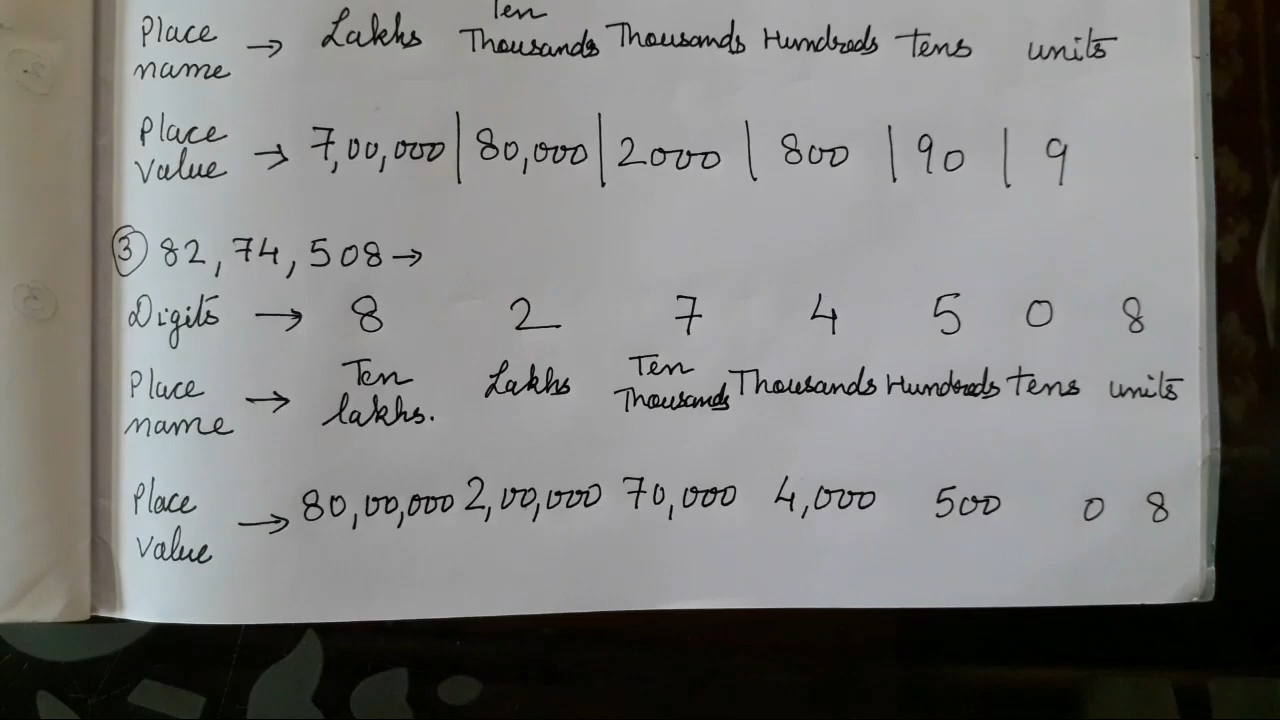 Place name → Lakhs Ten Thousands Thousands Hundreds tens units
Place value → 7,00,000 | 80,000 | 2000 | 800 | 90 | 9
③ 82,74,508 →
Digits → 8 2 7 4 5 0 8
Place name → Ten lakhs. Lakhs Ten Thousands Thousands Hundreds tens units
Place value → 80,00,000 2,00,000 70,000 4,000 500 0 8